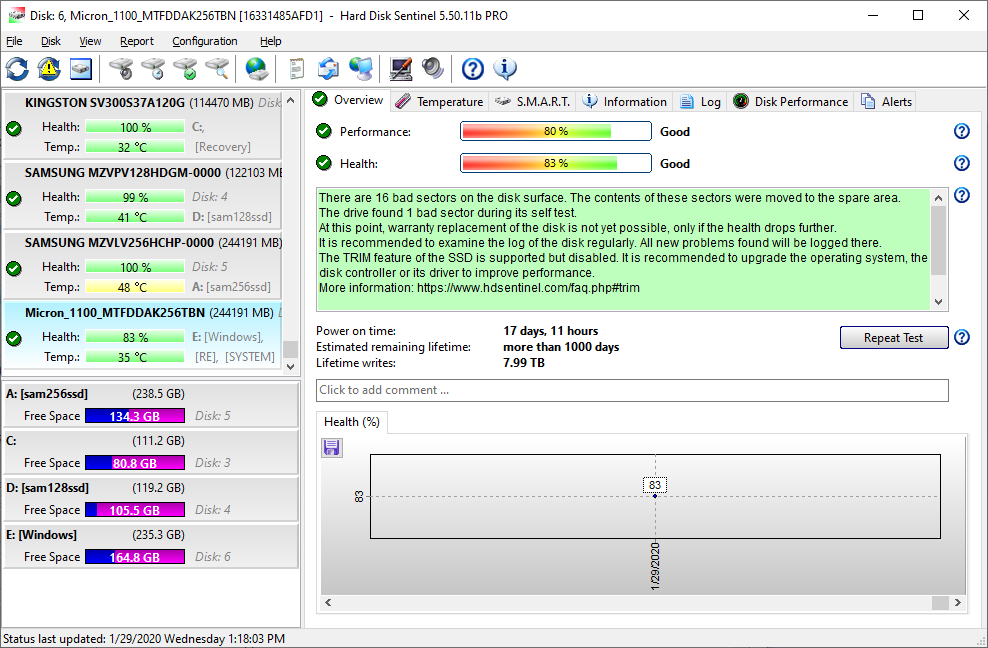 Disk: 6, Micron_1100_MTFDDAK256TBN [16331485AFD1] - Hard Disk Sentinel 5.50.11b PRO
File Disk View Report Configuration Help
KINGSTON SV300S37A120G (114470 MB) Disk
Health: 100 % C:,
Temp.: 32 °C [Recovery]
SAMSUNG MZVPV128HDGM-0000 (122103 MB
Health: 99 % Disk: 4
Temp.: 41 °C D: [sam128ssd]
SAMSUNG MZVLV256HCHP-0000 (244191 MB)
Health: 100 % Disk: 5
Temp.: 48 °C A: [sam256ssd]
Micron_1100_MTFDDAK256TBN (244191 MB)
Health: 83 % E: [Windows],
Temp.: 35 °C [RE], [SYSTEM]
A: [sam256ssd] (238.5 GB)
Free Space 134.3 GB Disk: 5
C: (111.2 GB)
Free Space 80.8 GB Disk: 3
D: [sam128ssd] (119.2 GB)
Free Space 105.5 GB Disk: 4
E: [Windows] (235.3 GB)
Free Space 164.8 GB Disk: 6
Overview Temperature S.M.A.R.T. Information Log Disk Performance Alerts
Performance: 80 % Good
Health: 83 % Good
There are 16 bad sectors on the disk surface. The contents of these sectors were moved to the spare area.
The drive found 1 bad sector during its self test.
At this point, warranty replacement of the disk is not yet possible, only if the health drops further.
It is recommended to examine the log of the disk regularly. All new problems found will be logged there.
The TRIM feature of the SSD is supported but disabled. It is recommended to upgrade the operating system, the
disk controller or its driver to improve performance.
More information: https://www.hdsentinel.com/faq.php#trim
Power on time: 17 days, 11 hours
Estimated remaining lifetime: more than 1000 days
Lifetime writes: 7.99 TB
Repeat Test
Click to add comment ...
Health (%)
83
83
1/29/2020
Status last updated: 1/29/2020 Wednesday 1:18:03 PM